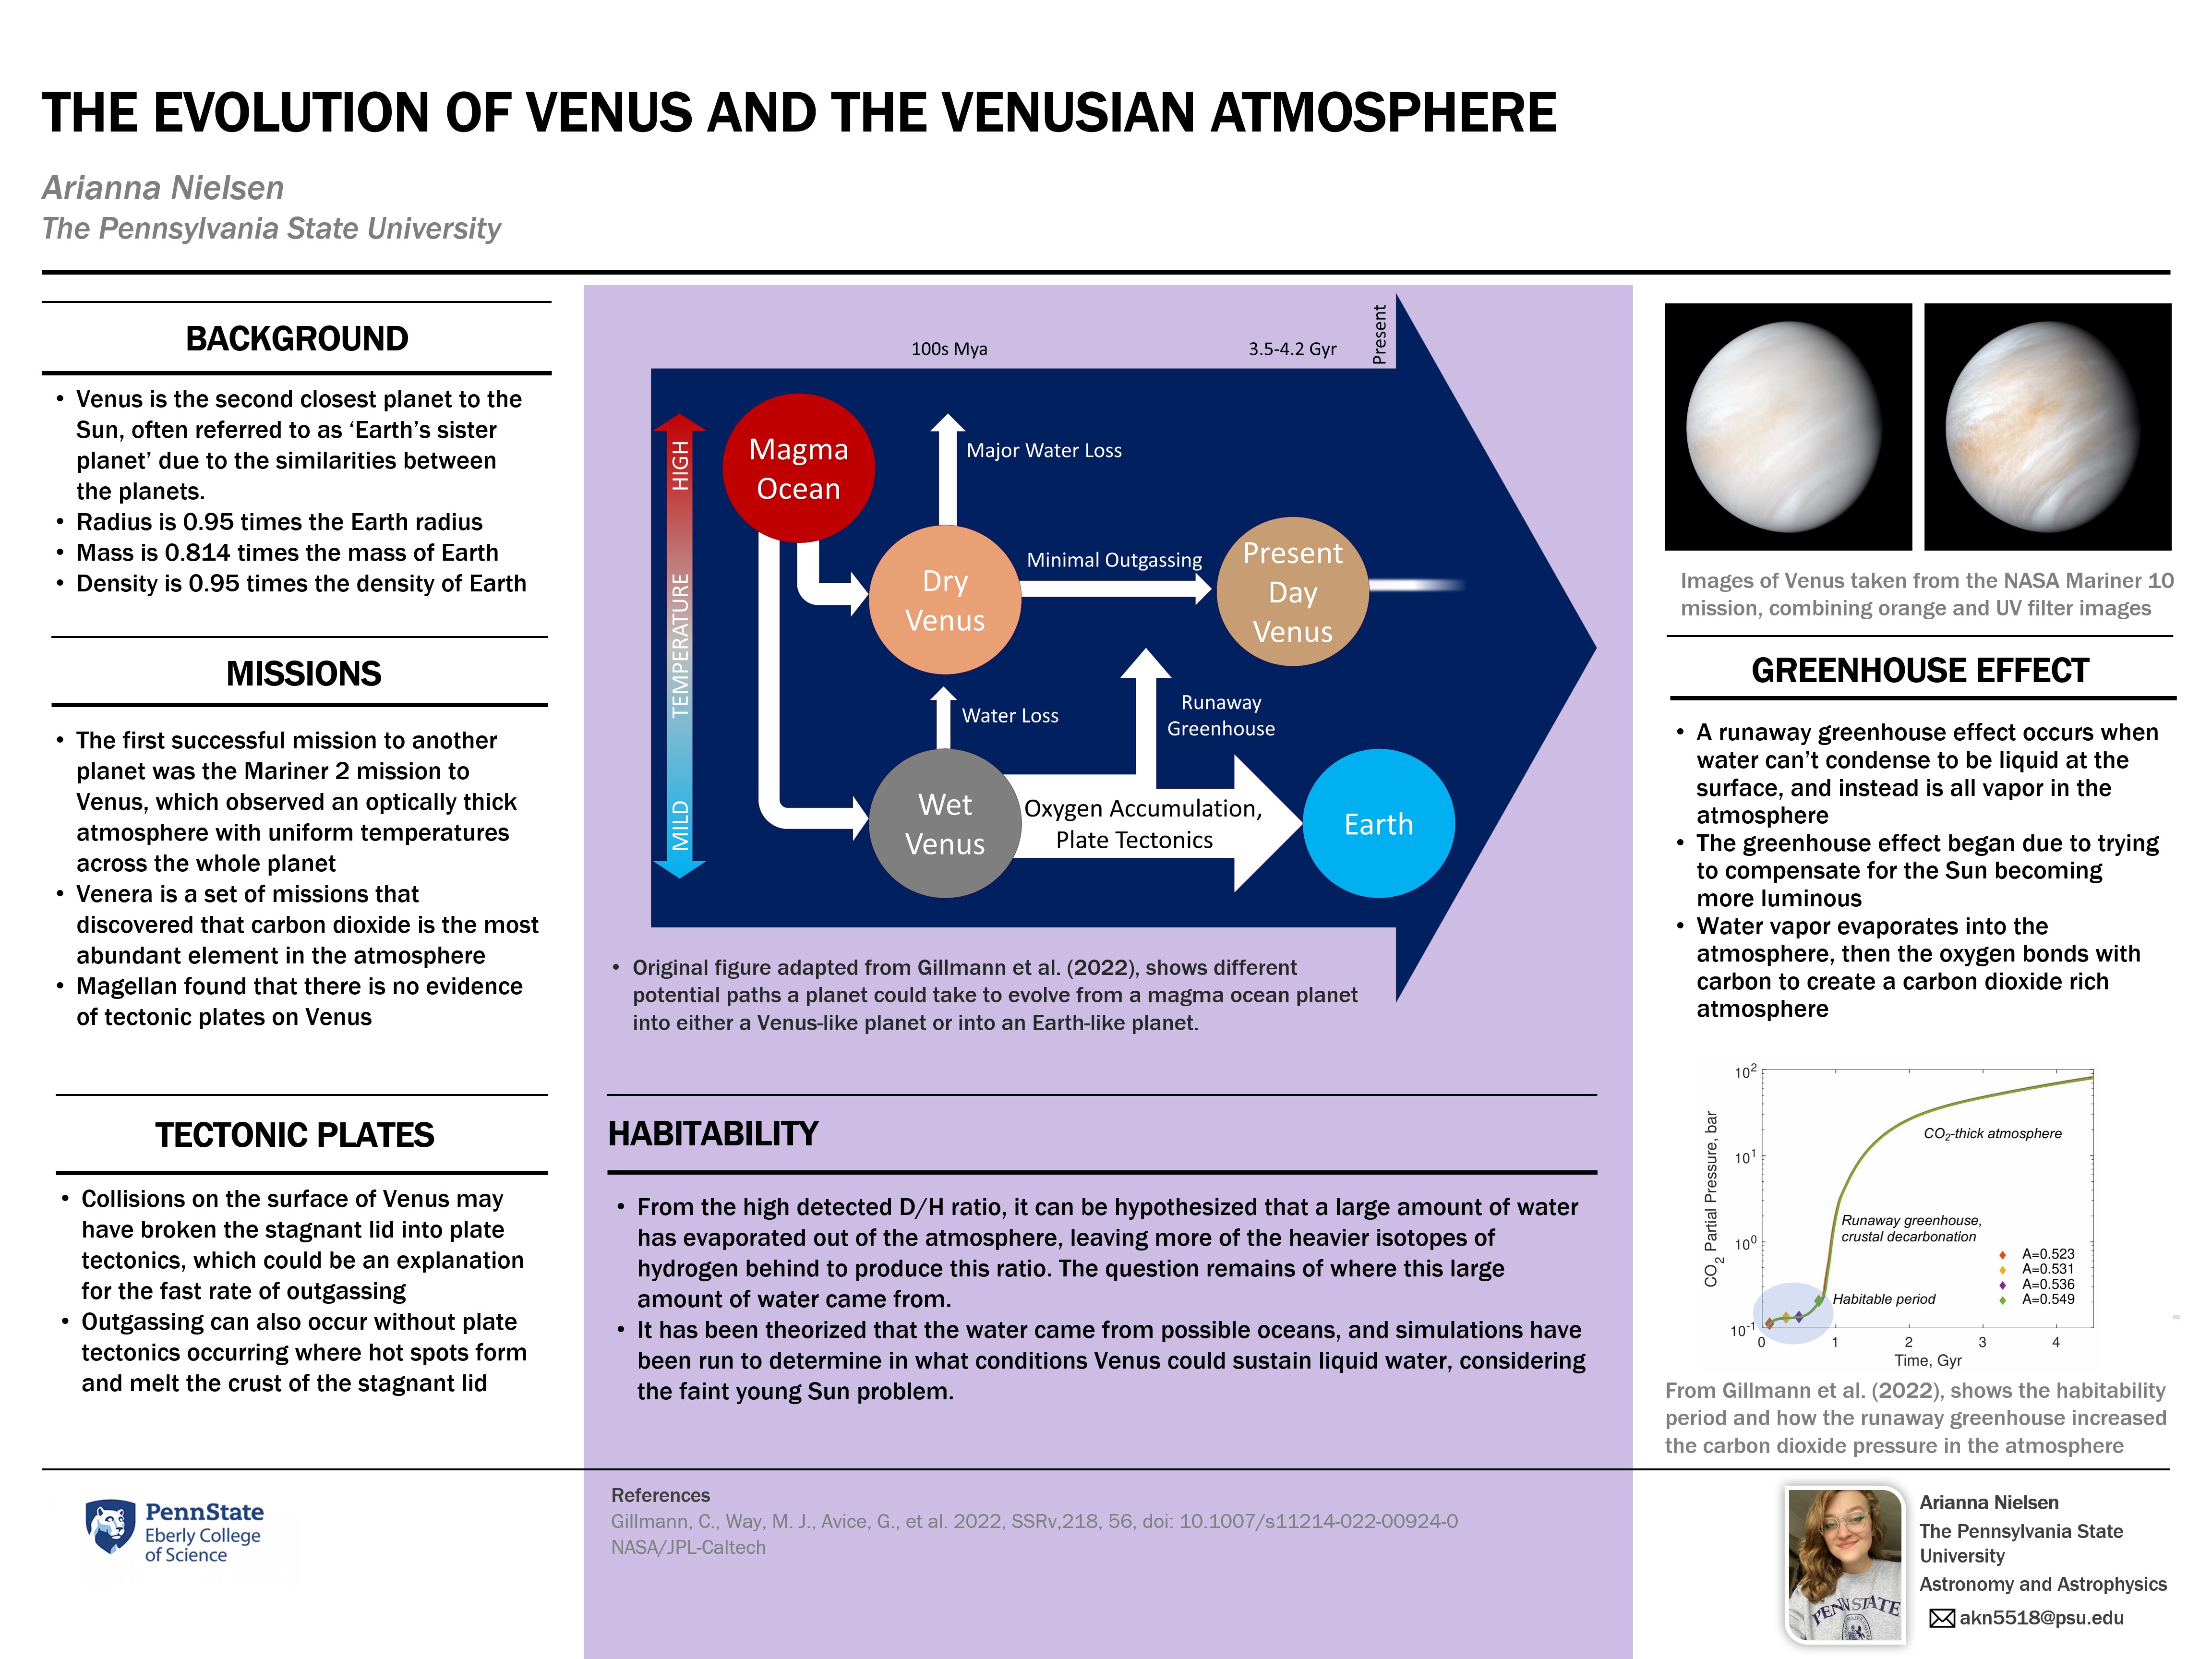 THE EVOLUTION OF VENUS AND THE VENUSIAN ATMOSPHERE
Arianna Nielsen
The Pennsylvania State University
BACKGROUND
• Venus is the second closest planet to the
Sun, often referred to as ‘Earth’s sister
planet’ due to the similarities between
the planets.
• Radius is 0.95 times the Earth radius
• Mass is 0.814 times the mass of Earth
• Density is 0.95 times the density of Earth
MISSIONS
• The first successful mission to another
planet was the Mariner 2 mission to
Venus, which observed an optically thick
atmosphere with uniform temperatures
across the whole planet
• Venera is a set of missions that
discovered that carbon dioxide is the most
abundant element in the atmosphere
• Magellan found that there is no evidence
of tectonic plates on Venus
TECTONIC PLATES
• Collisions on the surface of Venus may
have broken the stagnant lid into plate
tectonics, which could be an explanation
for the fast rate of outgassing
• Outgassing can also occur without plate
tectonics occurring where hot spots form
and melt the crust of the stagnant lid
100s Mya
3.5-4.2 Gyr
Present
HIGH
TEMPERATURE
MILD
Magma
Ocean
Major Water Loss
Dry
Venus
Minimal Outgassing
Present
Day
Venus
Water Loss
Runaway
Greenhouse
Wet
Venus
Oxygen Accumulation,
Plate Tectonics
Earth
• Original figure adapted from Gillmann et al. (2022), shows different
potential paths a planet could take to evolve from a magma ocean planet
into either a Venus-like planet or into an Earth-like planet.
HABITABILITY
• From the high detected D/H ratio, it can be hypothesized that a large amount of water
has evaporated out of the atmosphere, leaving more of the heavier isotopes of
hydrogen behind to produce this ratio. The question remains of where this large
amount of water came from.
• It has been theorized that the water came from possible oceans, and simulations have
been run to determine in what conditions Venus could sustain liquid water, considering
the faint young Sun problem.
Images of Venus taken from the NASA Mariner 10
mission, combining orange and UV filter images
GREENHOUSE EFFECT
• A runaway greenhouse effect occurs when
water can’t condense to be liquid at the
surface, and instead is all vapor in the
atmosphere
• The greenhouse effect began due to trying
to compensate for the Sun becoming
more luminous
• Water vapor evaporates into the
atmosphere, then the oxygen bonds with
carbon to create a carbon dioxide rich
atmosphere
CO₂ Partial Pressure, bar
10²
10¹
10⁰
10⁻¹
CO₂-thick atmosphere
Runaway greenhouse,
crustal decarbonation
A=0.523
A=0.531
A=0.536
A=0.549
Habitable period
0 1 2 3 4
Time, Gyr
From Gillmann et al. (2022), shows the habitability
period and how the runaway greenhouse increased
the carbon dioxide pressure in the atmosphere
PennState
Eberly College
of Science
References
Gillmann, C., Way, M. J., Avice, G., et al. 2022, SSRv,218, 56, doi: 10.1007/s11214-022-00924-0
NASA/JPL-Caltech
PENN STATE
Arianna Nielsen
The Pennsylvania State
University
Astronomy and Astrophysics
akn5518@psu.edu